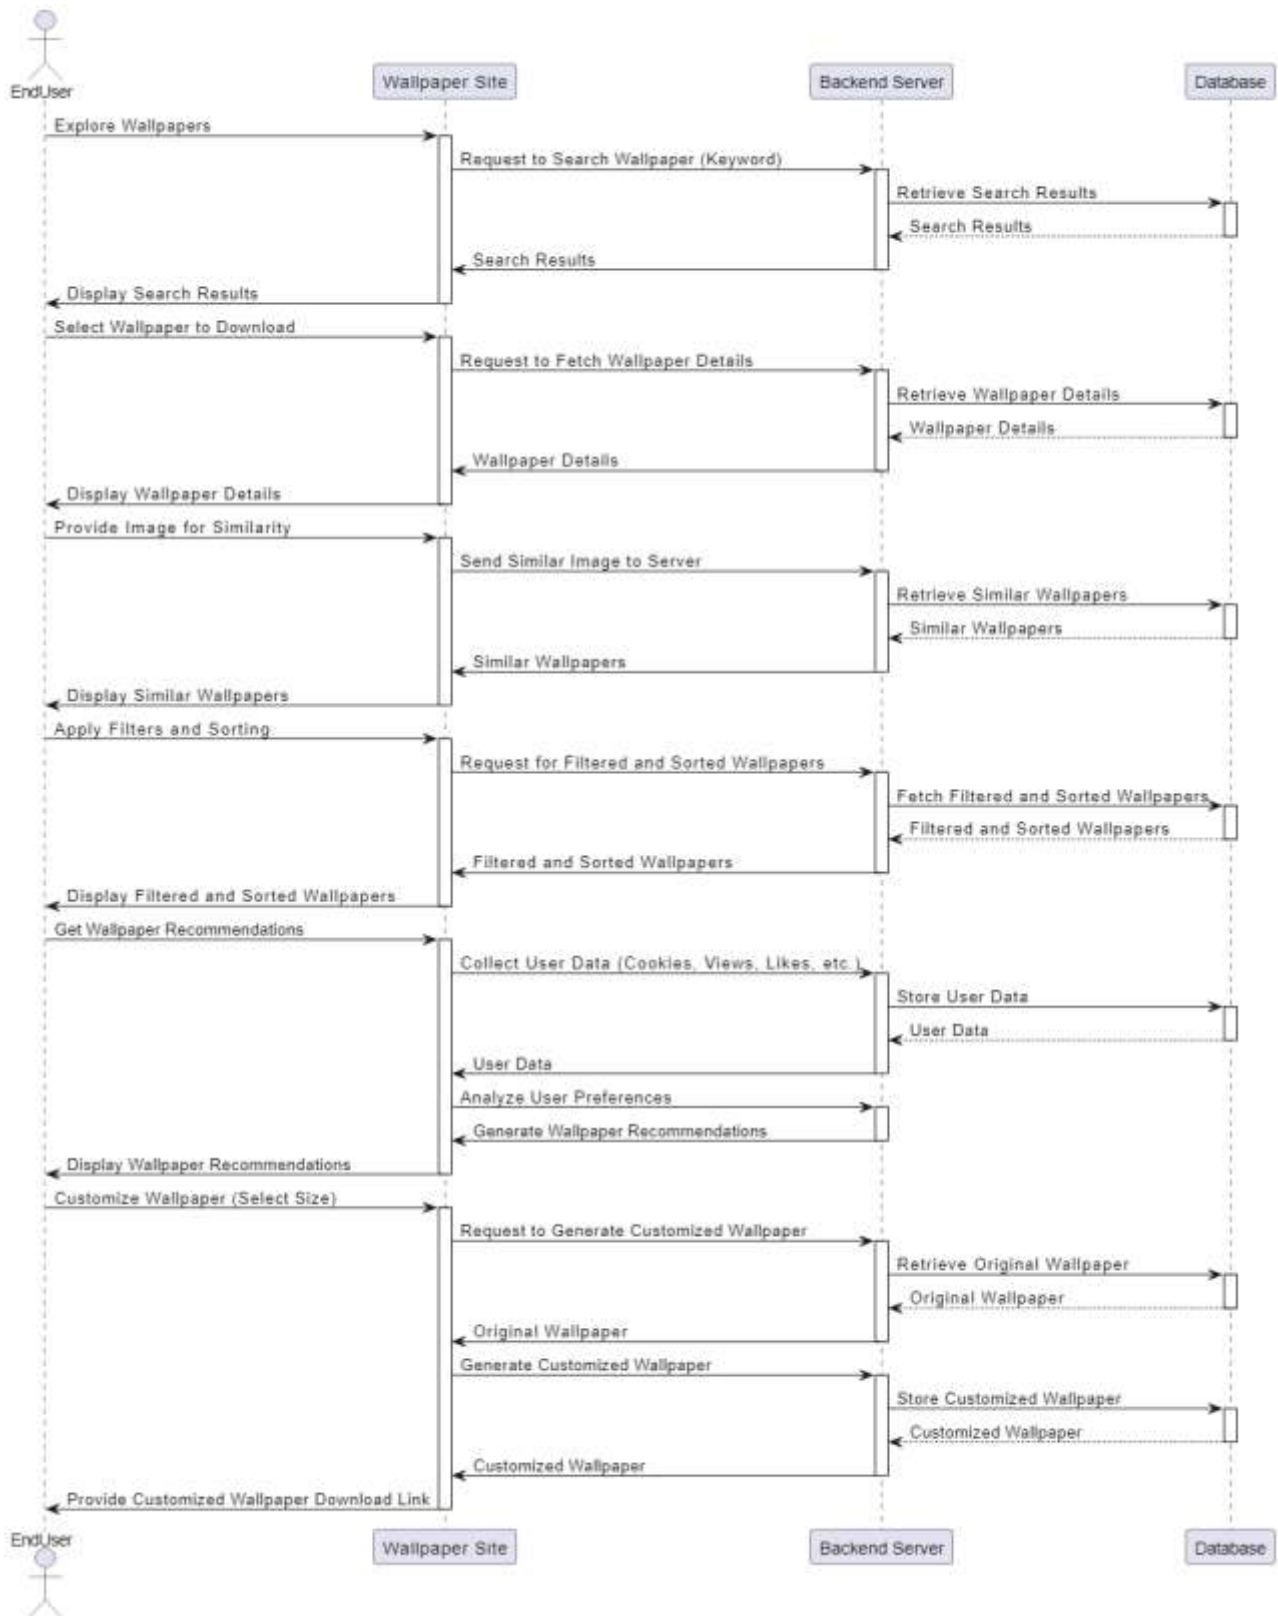 EndUser
Wallpaper Site
Backend Server
Database
Explore Wallpapers
Request to Search Wallpaper (Keyword)
Retrieve Search Results
Search Results
Search Results
Display Search Results
Select Wallpaper to Download
Request to Fetch Wallpaper Details
Retrieve Wallpaper Details
Wallpaper Details
Wallpaper Details
Display Wallpaper Details
Provide Image for Similarity
Send Similar Image to Server
Retrieve Similar Wallpapers
Similar Wallpapers
Similar Wallpapers
Display Similar Wallpapers
Apply Filters and Sorting
Request for Filtered and Sorted Wallpapers
Fetch Filtered and Sorted Wallpapers
Filtered and Sorted Wallpapers
Filtered and Sorted Wallpapers
Display Filtered and Sorted Wallpapers
Get Wallpaper Recommendations
Collect User Data (Cookies, Views, Likes, etc.)
Store User Data
User Data
User Data
Analyze User Preferences
Generate Wallpaper Recommendations
Display Wallpaper Recommendations
Customize Wallpaper (Select Size)
Request to Generate Customized Wallpaper
Retrieve Original Wallpaper
Original Wallpaper
Original Wallpaper
Generate Customized Wallpaper
Store Customized Wallpaper
Customized Wallpaper
Customized Wallpaper
Provide Customized Wallpaper Download Link
EndUser
Wallpaper Site
Backend Server
Database